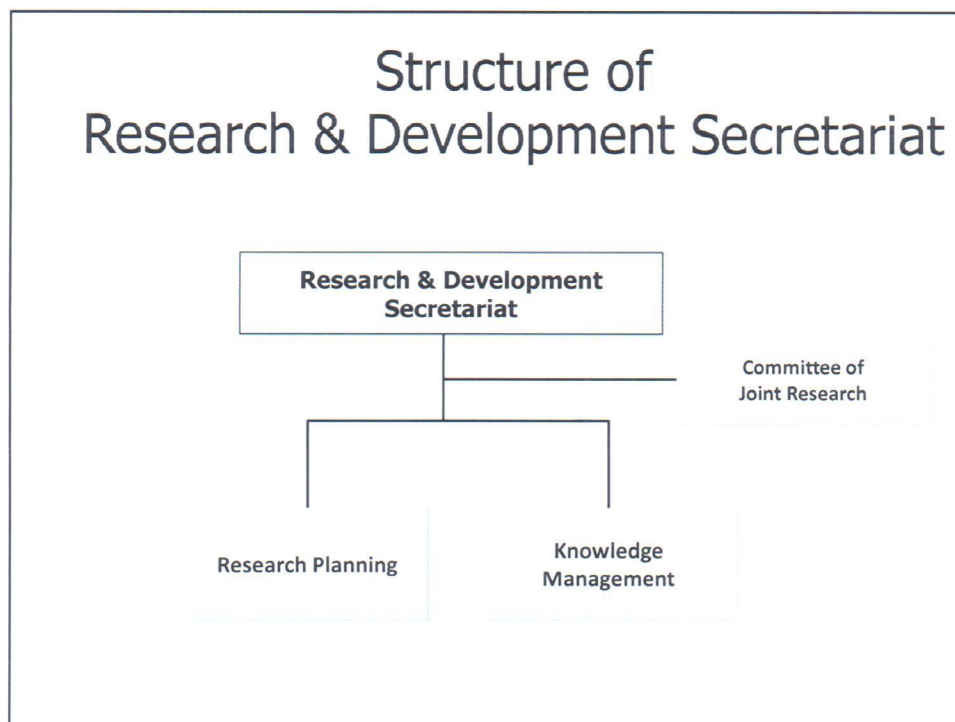 Structure of
Research & Development Secretariat
Research & Development
Secretariat
Committee of
Joint Research
Research Planning
Knowledge
Management